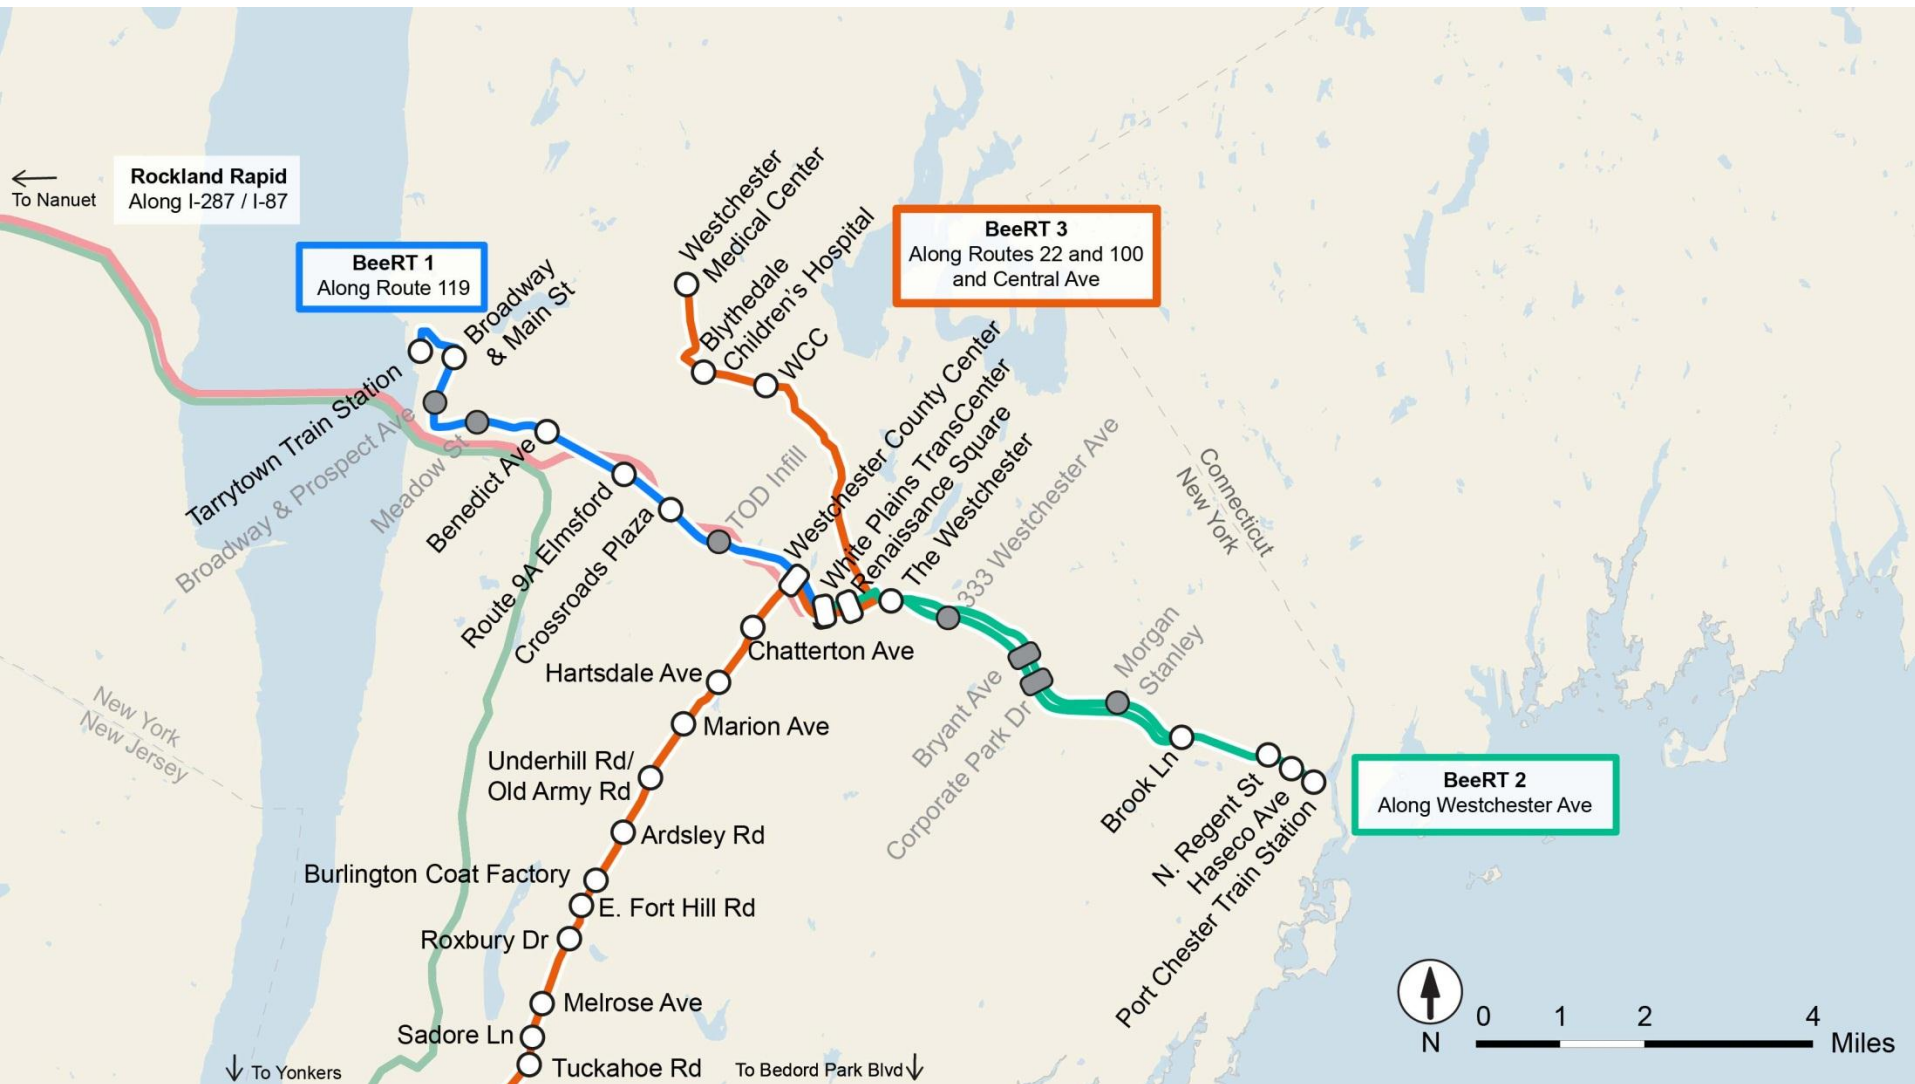 Rockland Rapid
Along I-287 / I-87
To Nanuet
BeeRT 1
Along Route 119
BeeRT 3
Along Routes 22 and 100
and Central Ave
Westchester
Medical Center
Blythedale
Children's Hospital
WCC
Broadway
& Main St
Tarrytown Train Station
Broadway & Prospect Ave
Meadow St
Benedict Ave
Route 9A Elmsford
Crossroads Plaza
TOD Infill
Westchester County Center
White Plains TransCenter
Renaissance Square
The Westchester
333 Westchester Ave
Connecticut
New York
Morgan
Stanley
Bryant Ave
Corporate Park Dr
Brook Ln
N. Regent St
Haseco Ave
Port Chester Train Station
BeeRT 2
Along Westchester Ave
Chatterton Ave
Hartsdale Ave
Marion Ave
Underhill Rd/
Old Army Rd
Ardsley Rd
Burlington Coat Factory
E. Fort Hill Rd
Roxbury Dr
Melrose Ave
Sadore Ln
Tuckahoe Rd
New York
New Jersey
To Yonkers
To Bedord Park Blvd
N
0 1 2 4
Miles